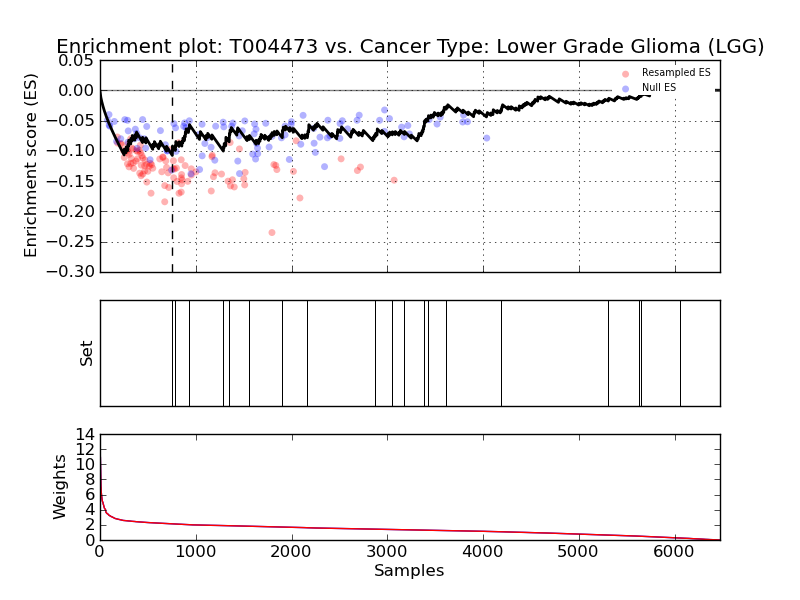 Enrichment plot: T004473 vs. Cancer Type: Lower Grade Glioma (LGG)
Enrichment score (ES)
0.05
0.00
−0.05
−0.10
−0.15
−0.20
−0.25
−0.30
Resampled ES
Null ES
Set
Weights
14
12
10
8
6
4
2
0
0 1000 2000 3000 4000 5000 6000
Samples